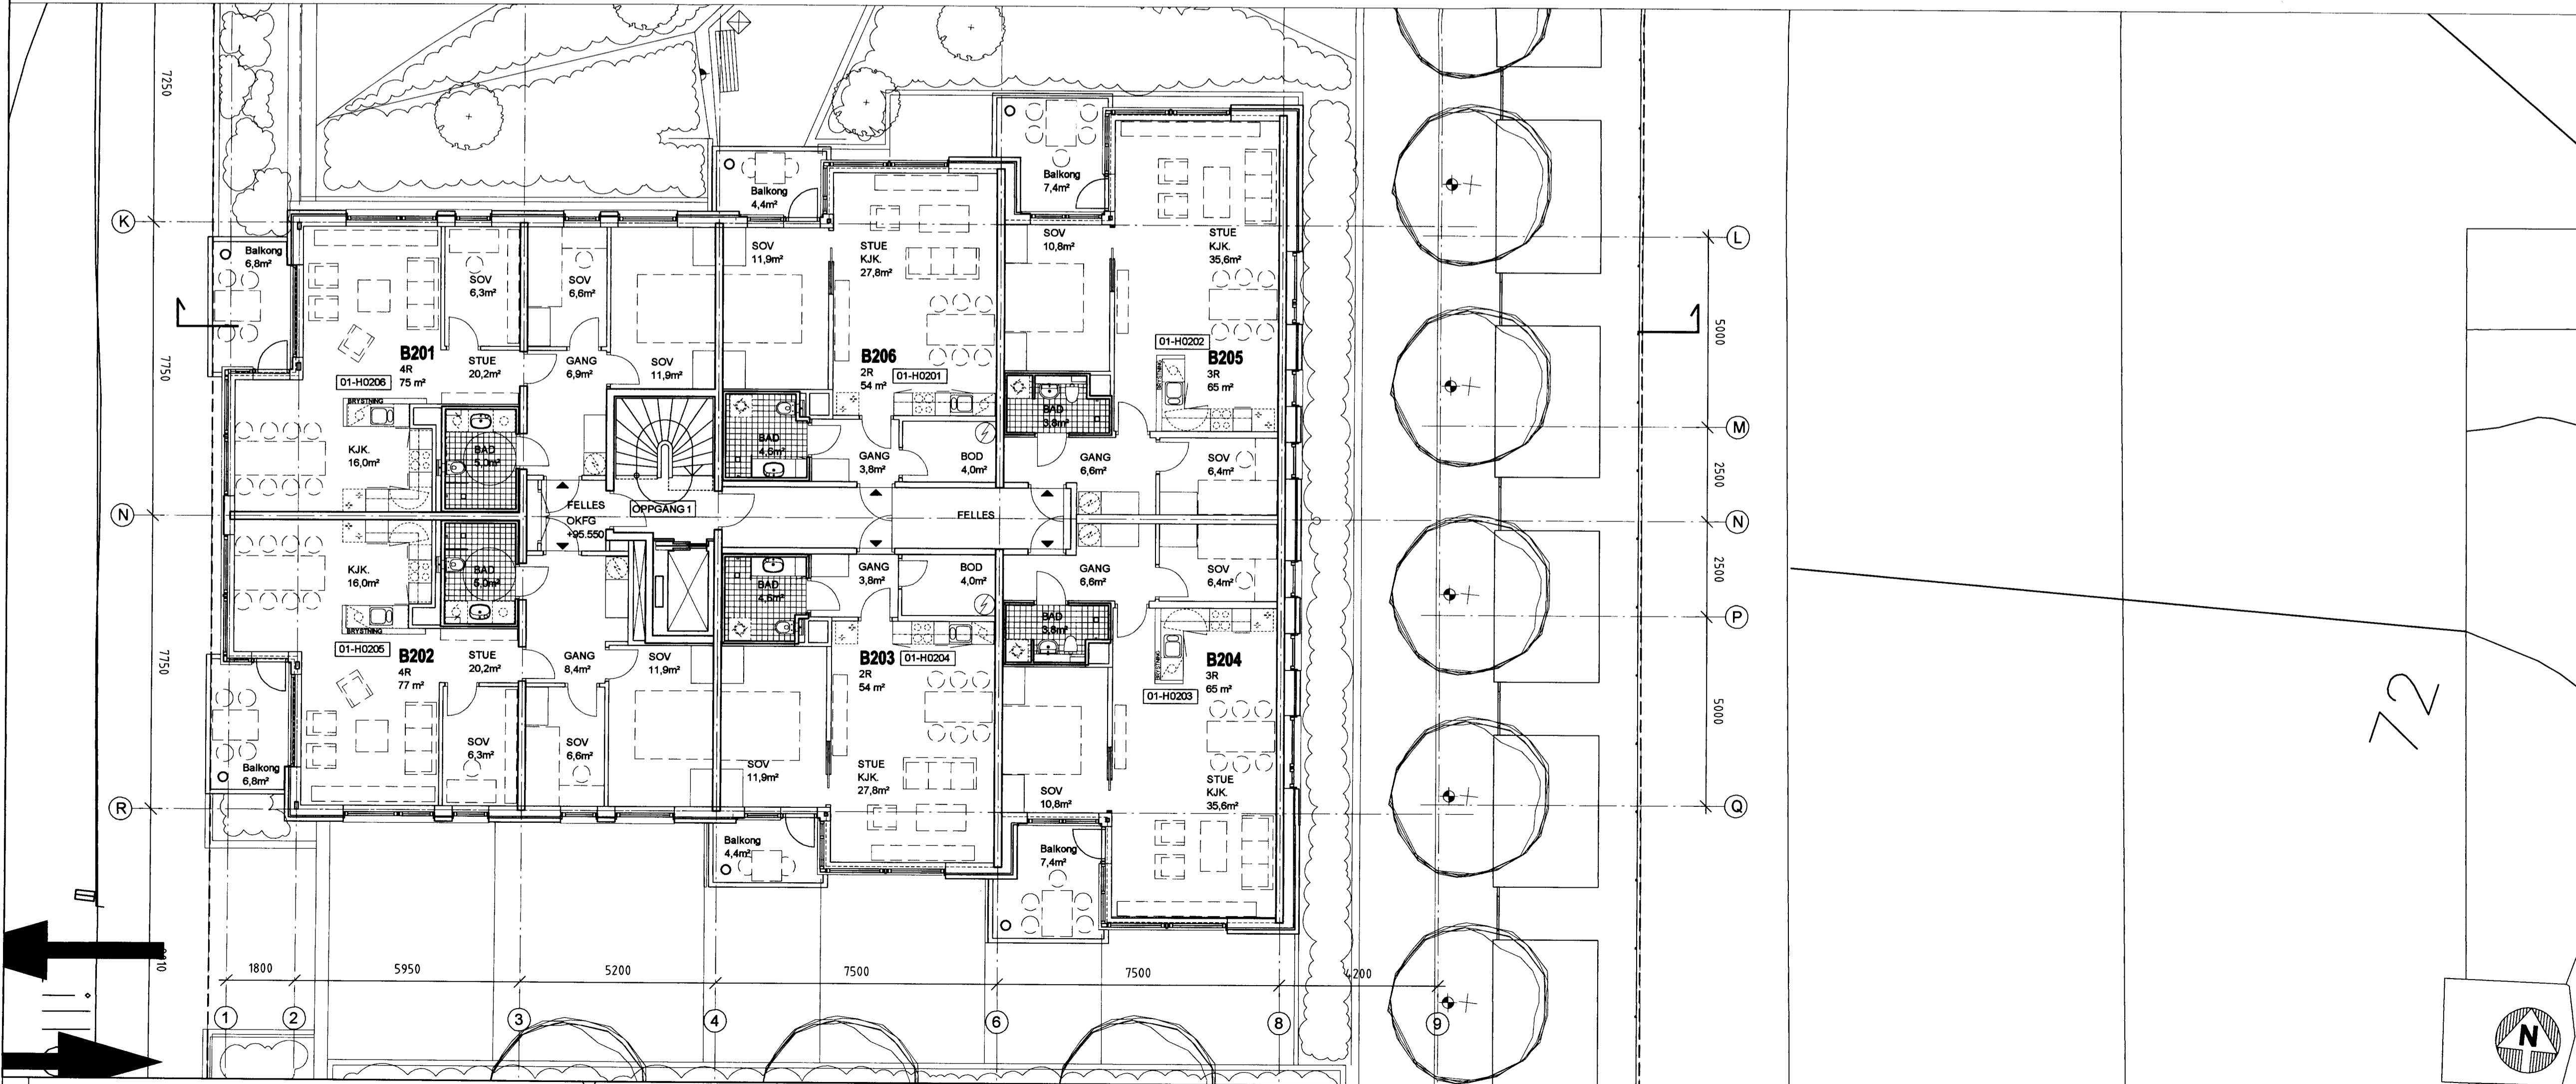 7250
7750
7750
K
N
R
Balkong
6,8m²
SOV
6,3m²
SOV
6,6m²
B201
4R
75 m²
01-H0206
STUE
20,2m²
GANG
6,9m²
SOV
11,9m²
BRYSTNING
KJK.
16,0m²
BAD
5,0m²
FELLES
OKFG
+95.550
OPPGANG 1
KJK.
16,0m²
BAD
5,0m²
BRYSTNING
01-H0205
B202
4R
77 m²
STUE
20,2m²
GANG
8,4m²
SOV
11,9m²
SOV
6,3m²
SOV
6,6m²
Balkong
6,8m²
Balkong
4,4m²
SOV
11,9m²
STUE
KJK.
27,8m²
B206
2R
54 m²
01-H0201
BAD
4,6m²
GANG
3,8m²
BOD
4,0m²
FELLES
BAD
4,6m²
GANG
3,8m²
BOD
4,0m²
B203
2R
54 m²
01-H0204
SOV
11,9m²
STUE
KJK.
27,8m²
Balkong
4,4m²
Balkong
7,4m²
SOV
10,8m²
STUE
KJK.
35,6m²
01-H0202
B205
3R
65 m²
BRYSTNING
BAD
3,8m²
GANG
6,6m²
SOV
6,4m²
GANG
6,6m²
SOV
6,4m²
BAD
3,8m²
BRYSTNING
B204
3R
65 m²
01-H0203
SOV
10,8m²
STUE
KJK.
35,6m²
Balkong
7,4m²
L
5000
M
2500
N
2500
P
5000
Q
72
1800
5950
5200
7500
7500
4200
1
2
3
4
6
8
9
N